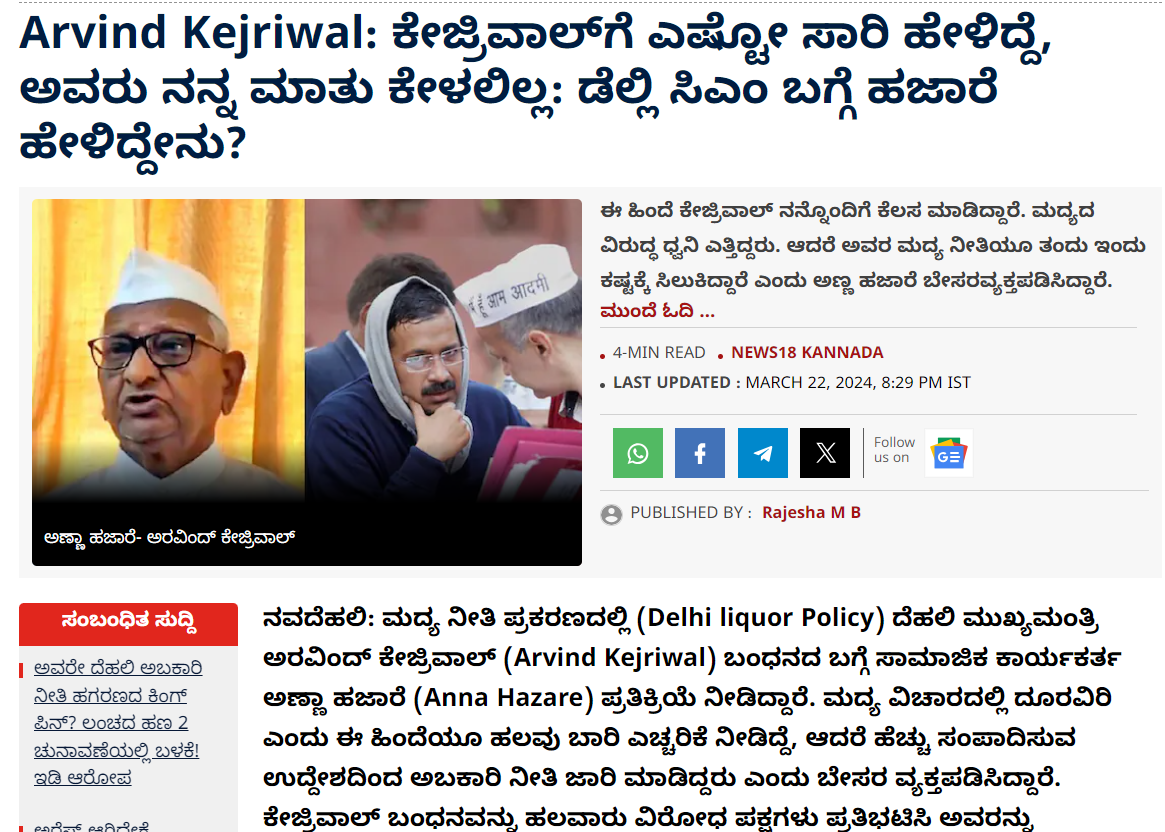 Arvind Kejriwal: ಕೇಜ್ರಿವಾಲ್‌ಗೆ ಎಷ್ಟೋ ಸಾರಿ ಹೇಳಿದ್ದೆ,
ಅವರು ನನ್ನ ಮಾತು ಕೇಳಲಿಲ್ಲ: ಡೆಲ್ಲಿ ಸಿಎಂ ಬಗ್ಗೆ ಹಜಾರೆ
ಹೇಳಿದ್ದೇನು?
मैं हूँ आम आदमी
ಅಣ್ಣಾ ಹಜಾರೆ- ಅರವಿಂದ್ ಕೇಜ್ರಿವಾಲ್
ಈ ಹಿಂದೆ ಕೇಜ್ರಿವಾಲ್ ನನ್ನೊಂದಿಗೆ ಕೆಲಸ ಮಾಡಿದ್ದಾರೆ. ಮದ್ಯದ
ವಿರುದ್ಧ ಧ್ವನಿ ಎತ್ತಿದ್ದರು. ಆದರೆ ಅವರ ಮದ್ಯ ನೀತಿಯೂ ತಂದು ಇಂದು
ಕಷ್ಟಕ್ಕೆ ಸಿಲುಕಿದ್ದಾರೆ ಎಂದು ಅಣ್ಣ ಹಜಾರೆ ಬೇಸರವ್ಯಕ್ತಪಡಿಸಿದ್ದಾರೆ.
ಮುಂದೆ ಓದಿ ...
4-MIN READ NEWS18 KANNADA
LAST UPDATED : MARCH 22, 2024, 8:29 PM IST
Follow
us on
GE
PUBLISHED BY : Rajesha M B
ಸಂಬಂಧಿತ ಸುದ್ದಿ
ಅವರೇ ದೆಹಲಿ ಅಬಕಾರಿ
ನೀತಿ ಹಗರಣದ ಕಿಂಗ್
ಪಿನ್? ಲಂಚದ ಹಣ 2
ಚುನಾವಣೆಯಲ್ಲಿ ಬಳಕೆ!
ಇಡಿ ಆರೋಪ
ನವದೆಹಲಿ: ಮದ್ಯ ನೀತಿ ಪ್ರಕರಣದಲ್ಲಿ (Delhi liquor Policy) ದೆಹಲಿ ಮುಖ್ಯಮಂತ್ರಿ
ಅರವಿಂದ್ ಕೇಜ್ರಿವಾಲ್ (Arvind Kejriwal) ಬಂಧನದ ಬಗ್ಗೆ ಸಾಮಾಜಿಕ ಕಾರ್ಯಕರ್ತ
ಅಣ್ಣಾ ಹಜಾರೆ (Anna Hazare) ಪ್ರತಿಕ್ರಿಯೆ ನೀಡಿದ್ದಾರೆ. ಮದ್ಯ ವಿಚಾರದಲ್ಲಿ ದೂರವಿರಿ
ಎಂದು ಈ ಹಿಂದೆಯೂ ಹಲವು ಬಾರಿ ಎಚ್ಚರಿಕೆ ನೀಡಿದ್ದೆ, ಆದರೆ ಹೆಚ್ಚು ಸಂಪಾದಿಸುವ
ಉದ್ದೇಶದಿಂದ ಅಬಕಾರಿ ನೀತಿ ಜಾರಿ ಮಾಡಿದ್ದರು ಎಂದು ಬೇಸರ ವ್ಯಕ್ತಪಡಿಸಿದ್ದಾರೆ.
ಕೇಜ್ರಿವಾಲ್ ಬಂಧನವನ್ನು ಹಲವಾರು ವಿರೋಧ ಪಕ್ಷಗಳು ಪ್ರತಿಭಟಿಸಿ ಅವರನ್ನು